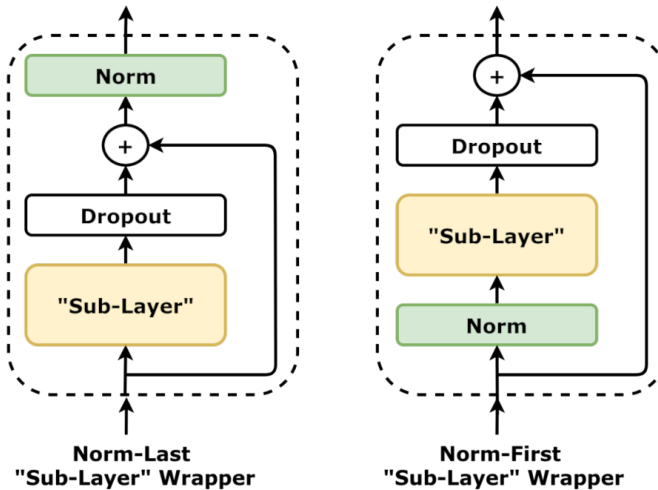 Norm
+
Dropout
"Sub-Layer"
Norm-Last
"Sub-Layer" Wrapper
+
Dropout
"Sub-Layer"
Norm
Norm-First
"Sub-Layer" Wrapper